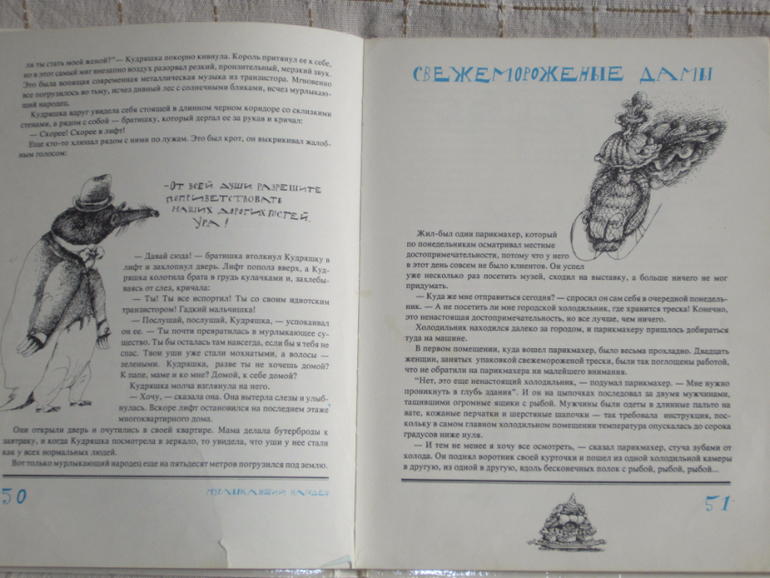 ли ты стать моей женой?" — Кудряшка покорно кивнула. Король притянул ее к себе,
но в этот самый миг внезапно воздух разорвал резкий, пронзительный, мерзкий звук.
Это была вопящая современная металлическая музыка из транзистора. Мгновенно
все погрузилось во тьму, исчез дивный лес с солнечными бликами, исчез мурлыкаю-
щий народец.
Кудряшка вдруг увидела себя стоящей в длинном черном коридоре со склизкими
стенами, а рядом с собой — братишку, который дергал ее за рукав и кричал:
— Скорее! Скорее в лифт!
Еще кто-то хлюпал рядом с ними по лужам. Это был крот, он выкрикивал жалоб-
ным голосом:
-От всей души разрешите
поприветствовать
наших дорогих гостей.
Ура!
— Давай сюда! — братишка втолкнул Кудряшку в
лифт и захлопнул дверь. Лифт попола вверх, а Куд-
ряшка колотила брата в грудь кулачками и, захлебы-
ваясь от слез, кричала:
— Ты! Ты все испортил! Ты со своим идиотским
транзистором! Гадкий мальчишка!
— Послушай, послушай, Кудряшка, — успокаивал
он ее. — Ты почти превратилась в мурлыкающее су-
щество. Ты бы осталась там навсегда, если бы я тебя не
спас. Твои уши уже стали мохнатыми, а волосы —
зелеными. Кудряшка, разве ты не хочешь домой?
К папе, маме и ко мне? Домой, к себе домой?
Кудряшка молча взглянула на него.
— Хочу, — сказала она. Она вытерла слезы и улыб-
нулась. Вскоре лифт остановился на последнем этаже
многоквартирного дома.
Они открыли дверь и очутились в своей квартире. Мама делала бутерброды к
завтраку, и когда Кудряшка посмотрела в зеркало, то увидела, что уши у нее стали
как у всех нормальных людей.
Вот только мурлыкающий народец еще на пятьдесят метров погрузился под землю.
50
Мурлыкающий народец
Свежемороженые дамы
Жил-был один парикмахер, который
по понедельникам осматривал местные
достопримечательности, потому что у него
в этот день совсем не было клиентов. Он успел
уже несколько раз посетить музей, сходил на выставку, а больше ничего не мог
придумать.
— Куда же мне отправиться сегодня? — спросил он сам себя в очередной понедель-
ник. — А не посетить ли мне городской холодильник, где хранится треска! Конечно,
это ненастоящая достопримечательность, но все лучше, чем ничего.
Холодильник находился далеко за городом, и парикмахеру пришлось добираться
туда на машине.
В первом помещении, куда вошел парикмахер, было весьма прохладно. Двадцать
женщин, занятых упаковкой свежемороженой трески, были так поглощены работой,
что не обратили на парикмахера ни малейшего внимания.
"Нет, это еще ненастоящий холодильник, — подумал парикмахер. — Мне нужно
проникнуть в глубь здания". И он на цыпочках последовал за двумя мужчинами,
тащившими огромные ящики с рыбой. Мужчины были одеты в длинные пальто на
вате, кожаные перчатки и шерстяные шапочки — так требовала инструкция, пос-
кольку в самом главном холодильном помещении температура опускалась до сорока
градусов ниже нуля.
— И тем не менее я хочу все осмотреть, — сказал парикмахер, стуча зубами от
холода. Он поднял воротник своей курточки и пошел из одной холодильной камеры
в другую, из одной в другую, вдоль бесконечных полок с рыбой, рыбой, рыбой...
51